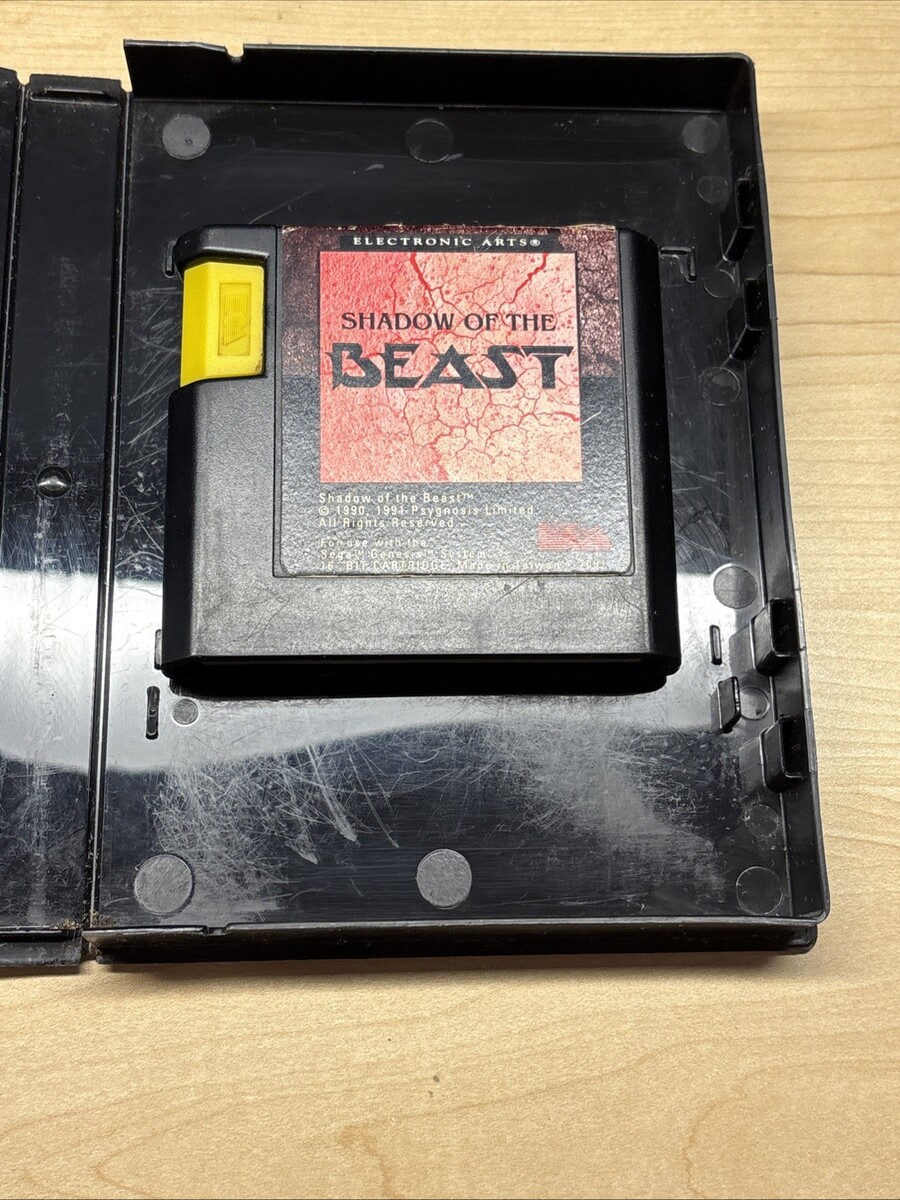 ELECTRONIC ARTS®
SHADOW OF THE
BEAST
Shadow of the Beast™
© 1990, 1991 Psygnosis Limited
All Rights Reserved
For use with the
Sega™ Genesis™ System
16 BIT CARTRIDGE, Made in Taiwan